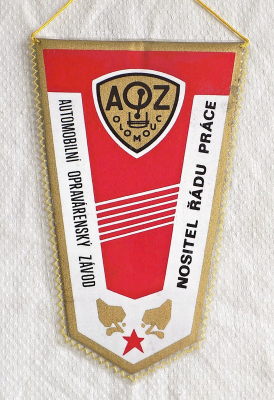 AOZ
OLOMOUC
AUTOMOBILNÍ OPRAVÁRENSKÝ ZÁVOD
NOSITEL ŘÁDU PRÁCE